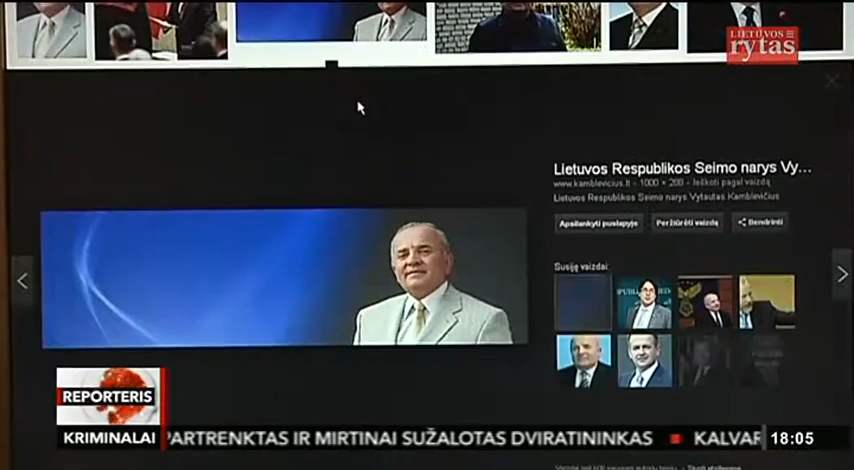 LIETUVOS
rytas
Lietuvos Respublikos Seimo narys Vy...
www.kamblevicius.lt - 1000 × 200 - Ieškoti pagal vaizdą
Lietuvos Respublikos Seimo narys Vytautas Kamblevičius
Apsilankyti puslapyje
Peržiūrėti vaizdą
Bendrinti
Susiję vaizdai:
REPORTERIS
KRIMINALAI
PARTRENKTAS IR MIRTINAI SUŽALOTAS DVIRATININKAS
KALVAR
18:05